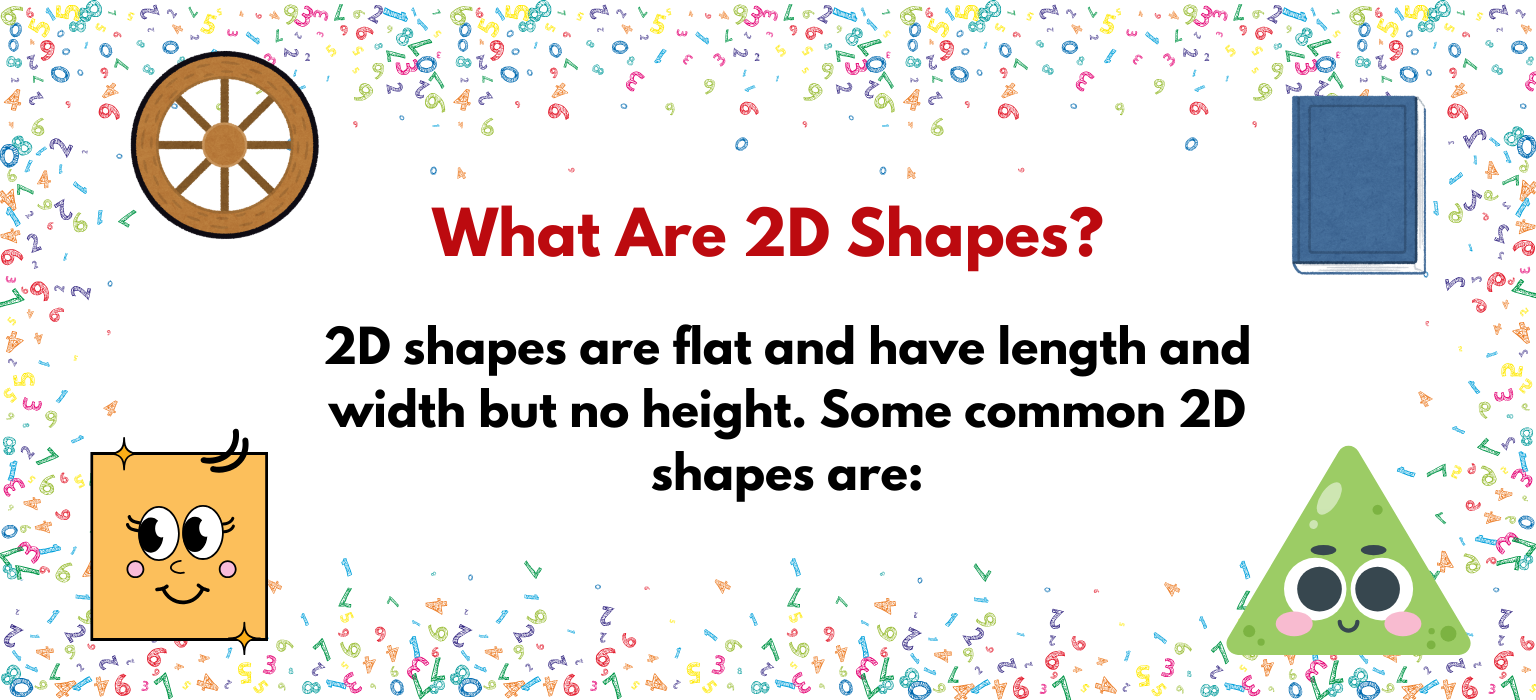 What Are 2D Shapes?
2D shapes are flat and have length and
width but no height. Some common 2D
shapes are: